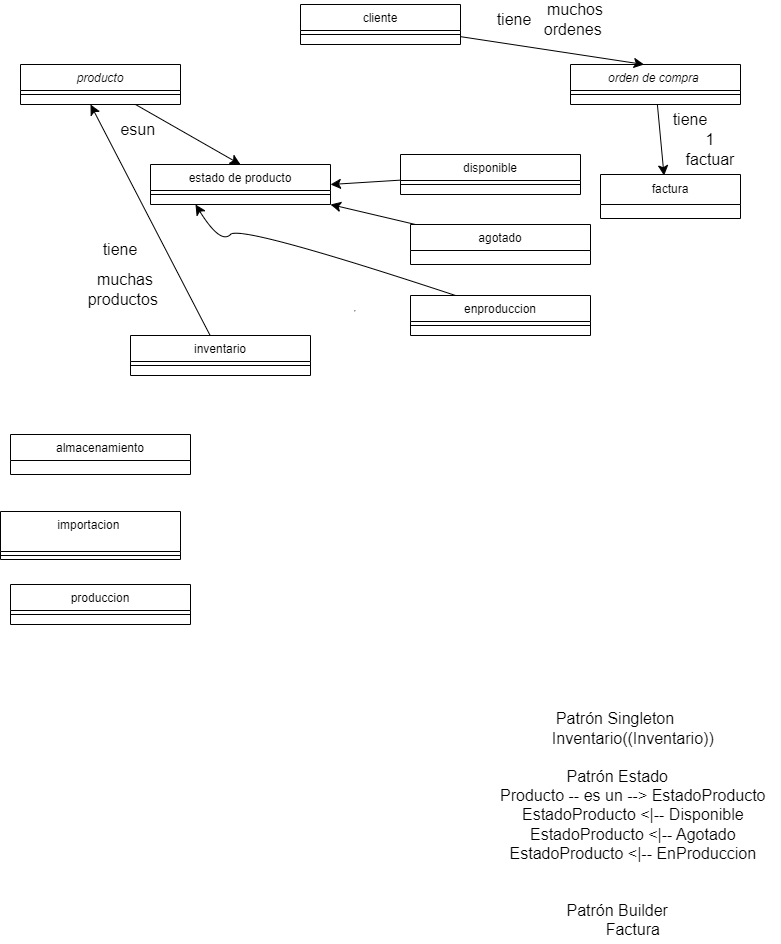 cliente
tiene
muchos
ordenes
producto
orden de compra
esun
tiene
1
factuar
estado de producto
disponible
factura
agotado
tiene
muchas
productos
enproduccion
inventario
almacenamiento
importacion
produccion
Patrón Singleton
Inventario((Inventario))
Patrón Estado
Producto -- es un --> EstadoProducto
EstadoProducto <|-- Disponible
EstadoProducto <|-- Agotado
EstadoProducto <|-- EnProduccion
Patrón Builder
Factura